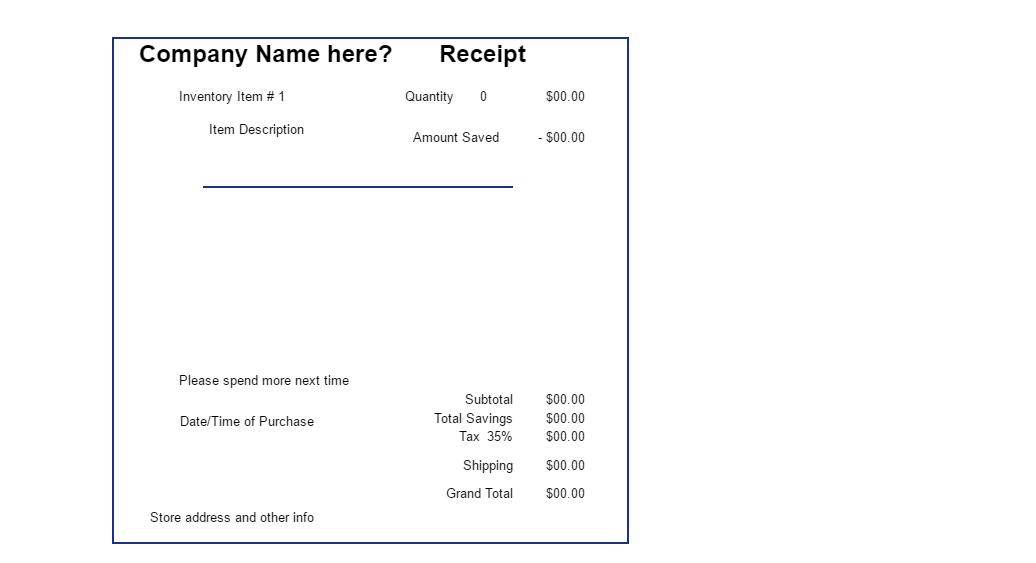 Company Name here? Receipt
Inventory Item # 1 Quantity 0 $00.00
Item Description
Amount Saved - $00.00
Please spend more next time
Subtotal $00.00
Total Savings $00.00
Date/Time of Purchase
Tax 35% $00.00
Shipping $00.00
Grand Total $00.00
Store address and other info